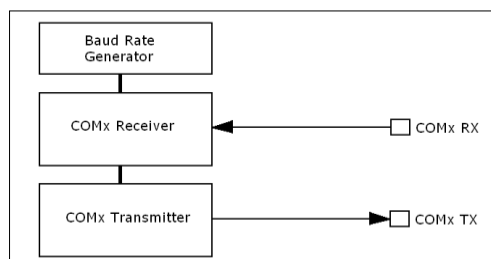 Baud Rate
Generator
COMx Receiver
COMx RX
COMx Transmitter
COMx TX